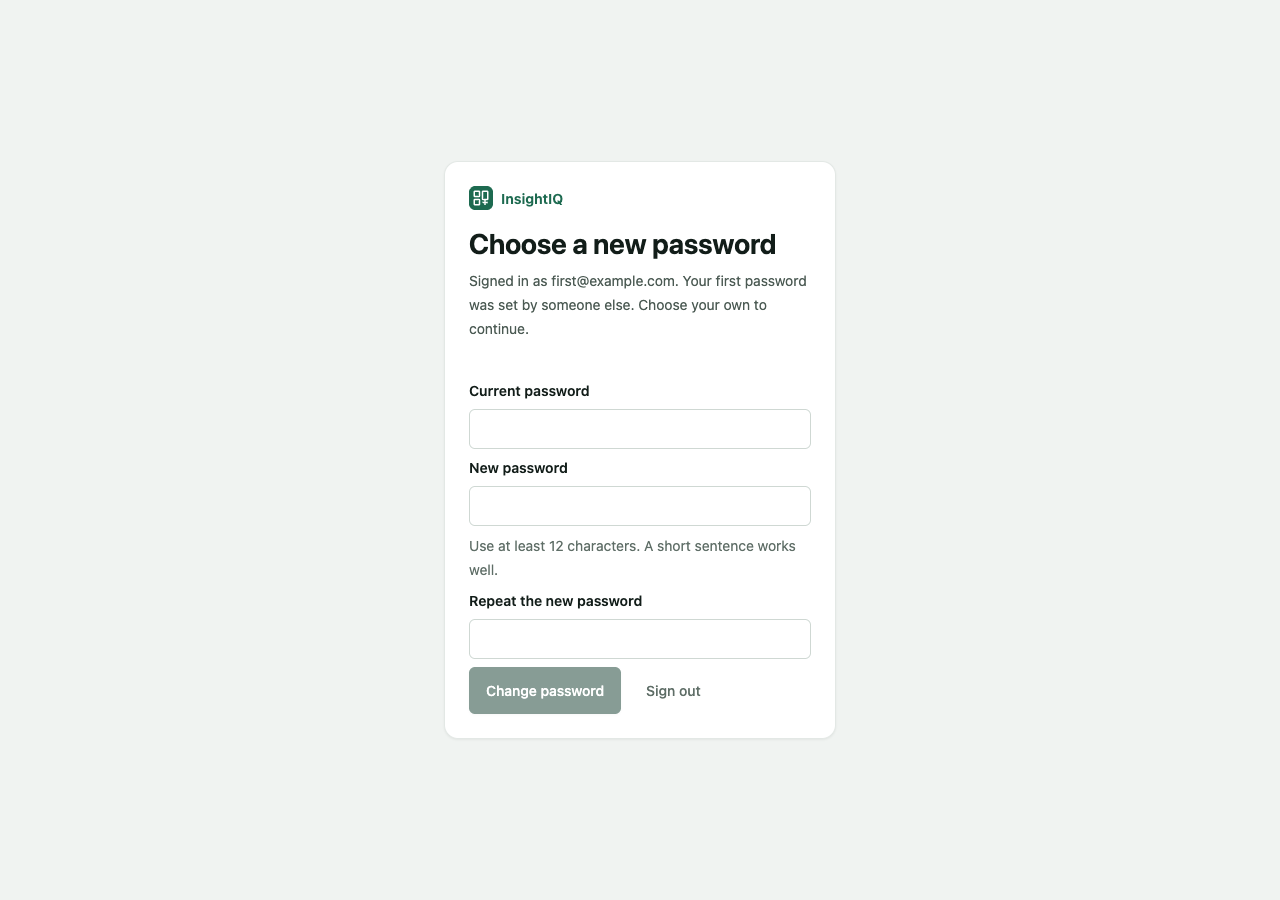 InsightIQ
Choose a new password
Signed in as first@example.com. Your first password
was set by someone else. Choose your own to
continue.
Current password
New password
Use at least 12 characters. A short sentence works
well.
Repeat the new password
Change password
Sign out